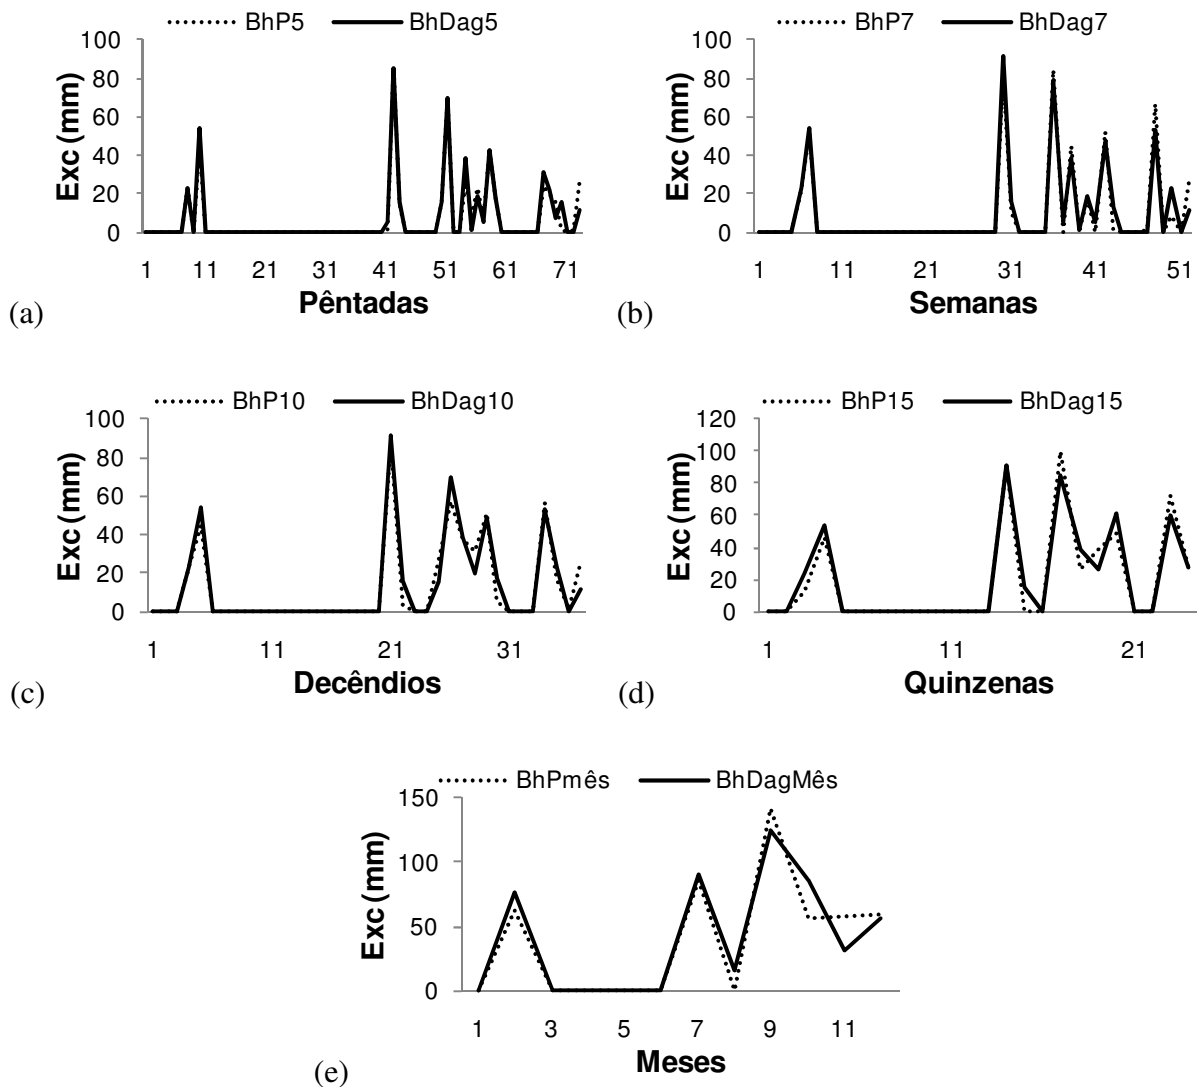 BhP5 BhDag5
100
80
60
40
20
0
Exc (mm)
1 11 21 31 41 51 61 71
Pêntadas
(a)
BhP7 BhDag7
100
80
60
40
20
0
Exc (mm)
1 11 21 31 41 51
Semanas
(b)
BhP10 BhDag10
100
80
60
40
20
0
Exc (mm)
1 11 21 31
Decêndios
(c)
BhP15 BhDag15
120
100
80
60
40
20
0
Exc (mm)
1 11 21
Quinzenas
(d)
BhPmês BhDagMês
150
100
50
0
Exc (mm)
1 3 5 7 9 11
Meses
(e)